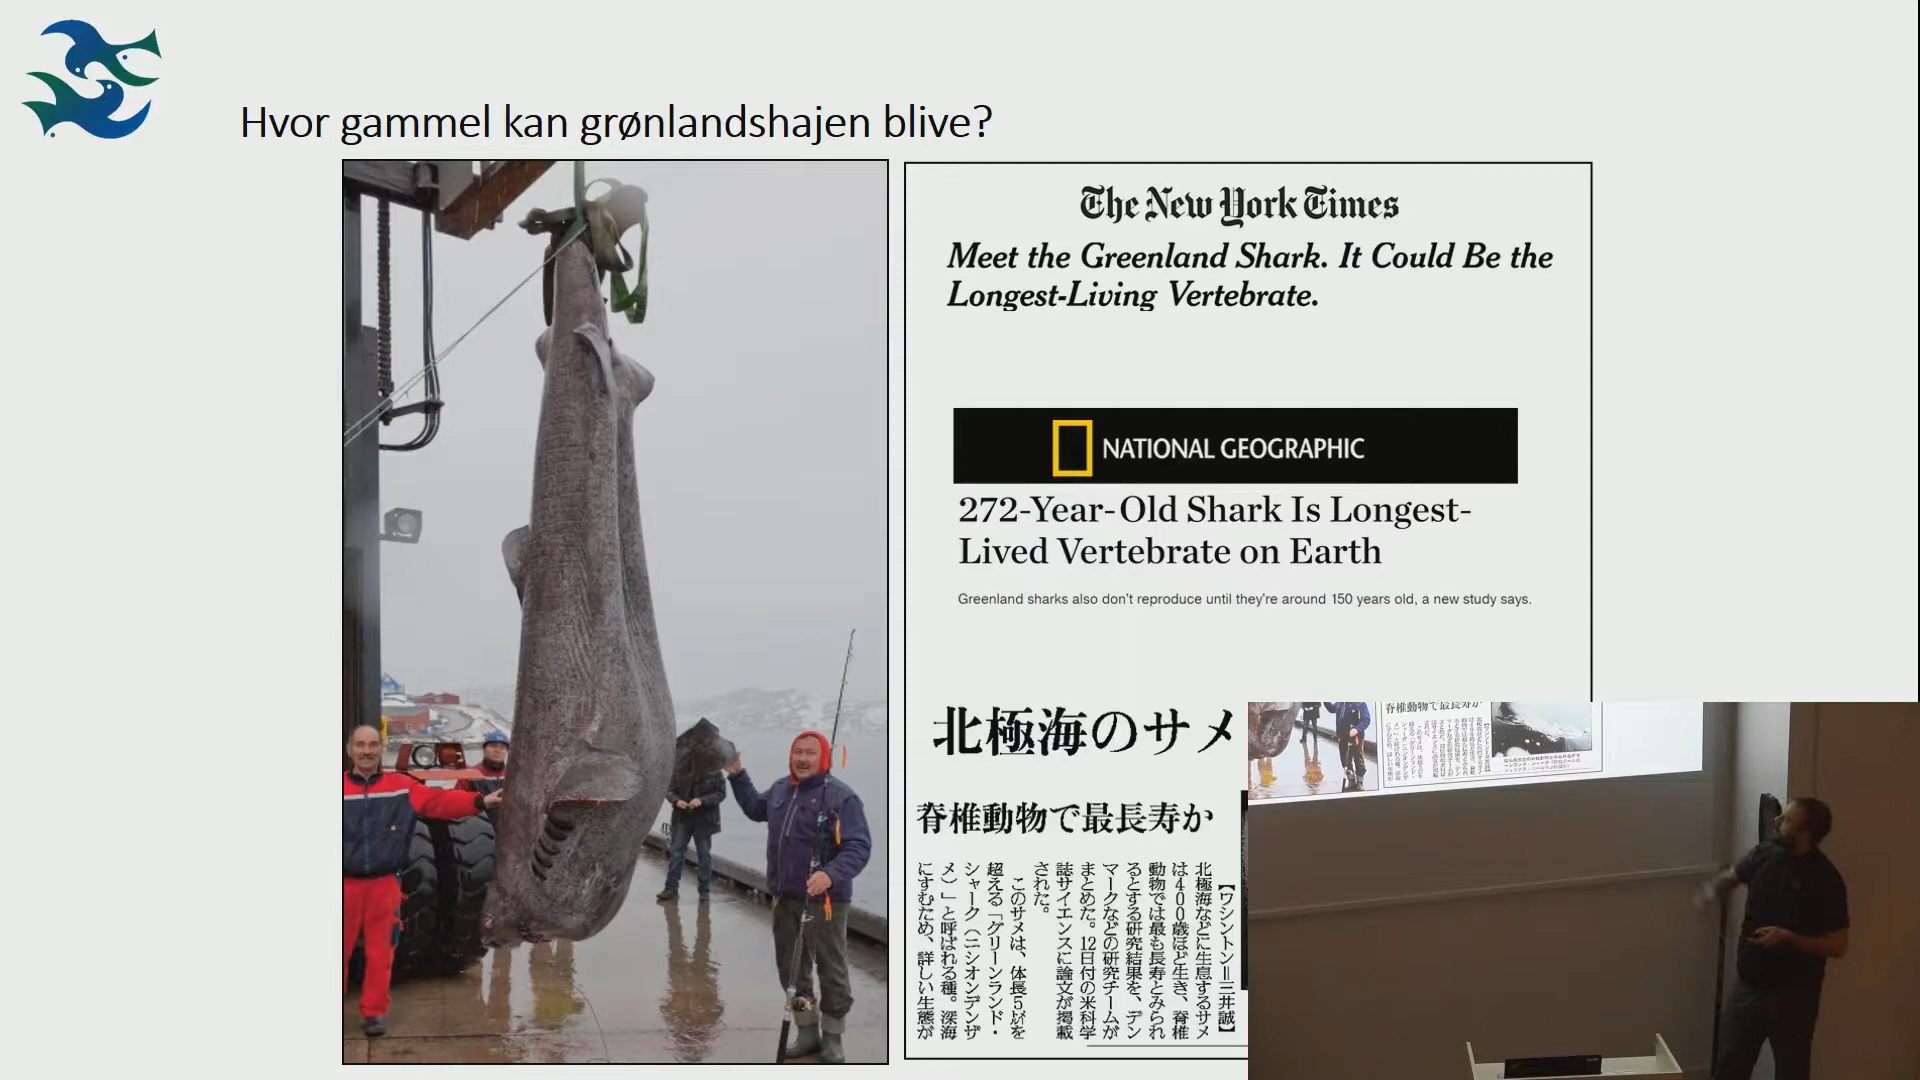 Hvor gammel kan grønlandshajen blive?
The New York Times
Meet the Greenland Shark. It Could Be the
Longest-Living Vertebrate.
NATIONAL GEOGRAPHIC
272-Year-Old Shark Is Longest-
Lived Vertebrate on Earth
Greenland sharks also don't reproduce until they're around 150 years old, a new study says.
北極海のサメ
脊椎動物で最長寿か
【ワシントン=三井誠】
北極海などに生息するサメ
は400歳ほど生き、脊椎
動物では最も長寿とみられ
るとする研究結果を、デン
マークなどの研究チームが
まとめた。12日付の米科学
誌サイエンスに論文が掲載
された。
このサメは、体長5㍍を
超える「グリーンランド・
シャーク(ニシオンデンザ
メ)」と呼ばれる種。深海
にすむため、詳しい生態が
脊椎動物で最長寿か